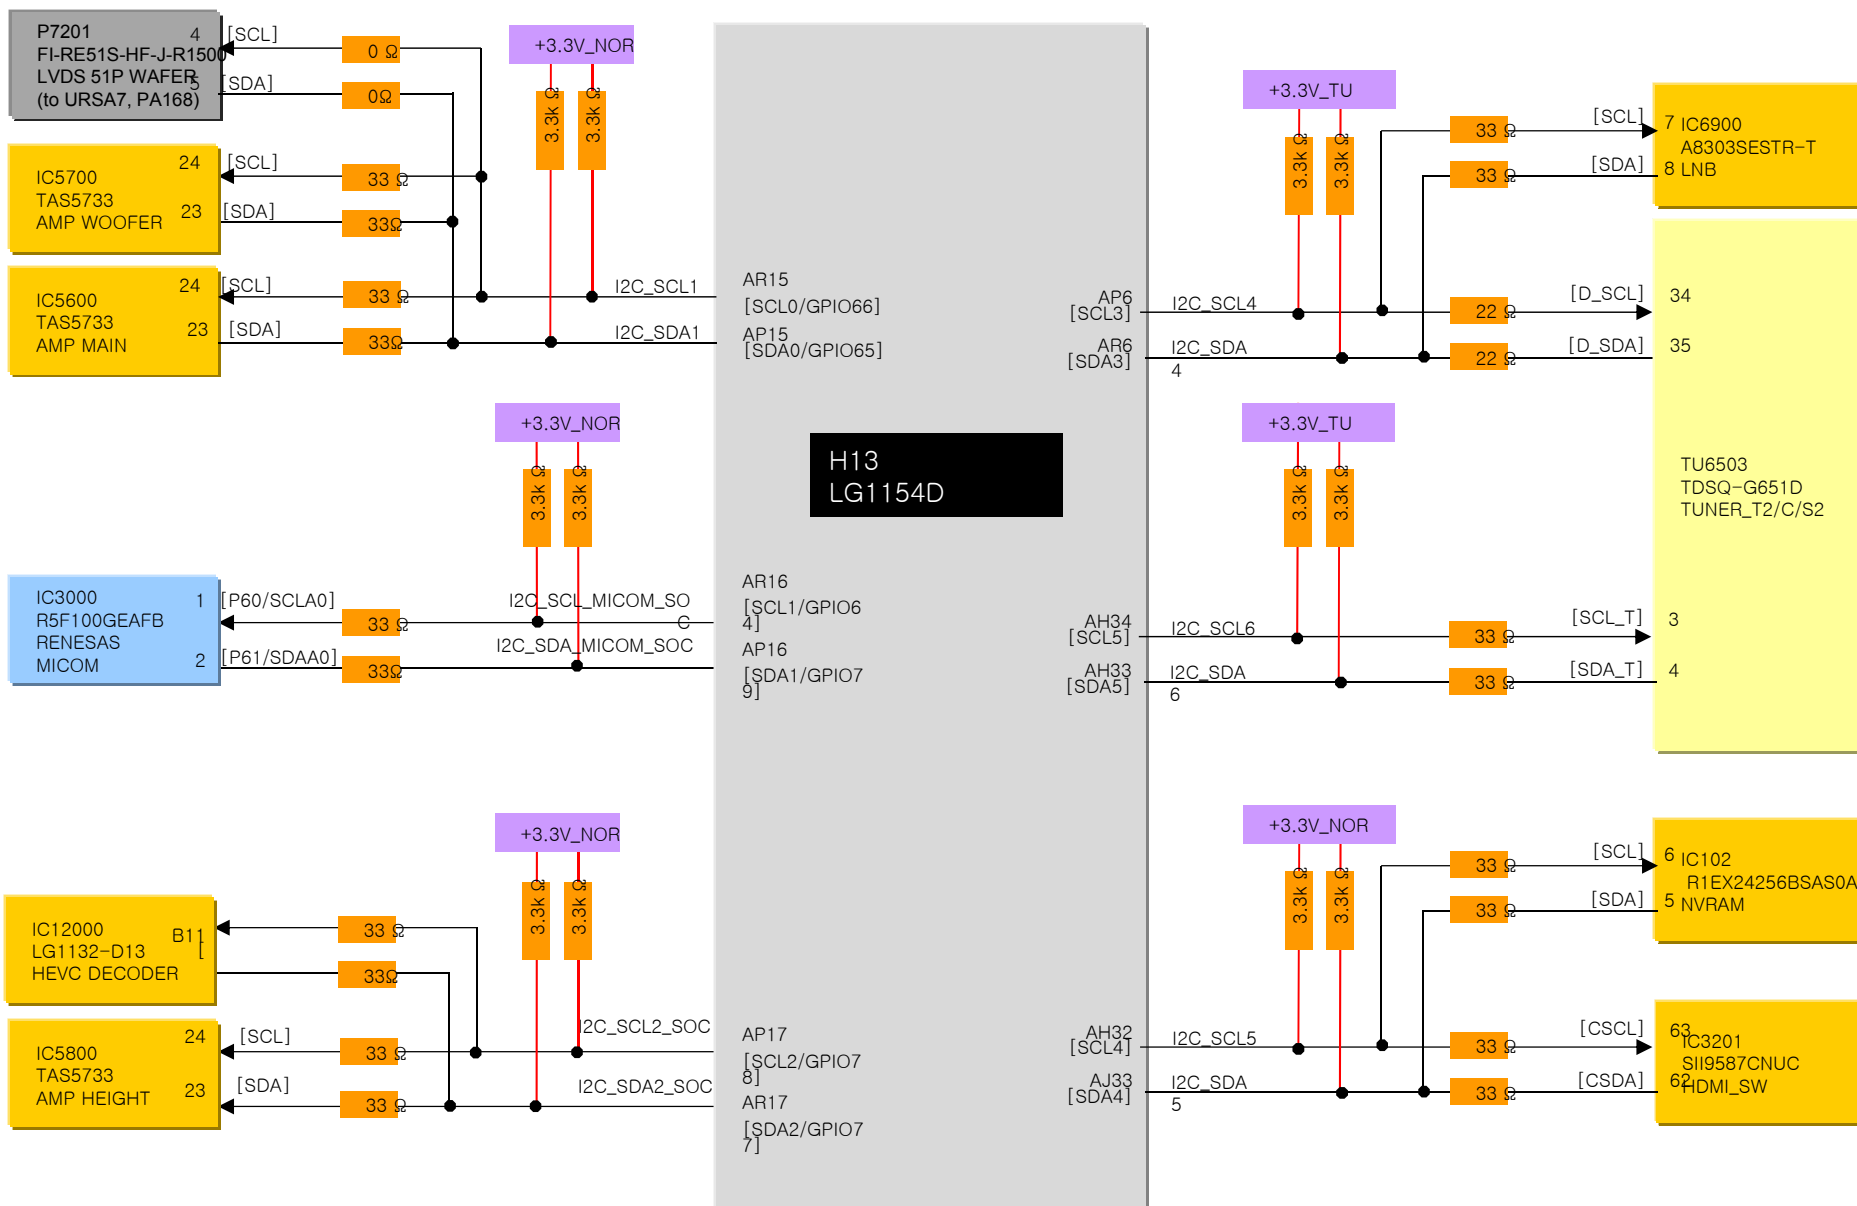 P7201
4
[SCL]
FI-RE51S-HF-J-R1500
LVDS 51P WAFER
5
[SDA]
(to URSA7, PA168)
0 Ω
0Ω
+3.3V_NOR
3.3k Ω
3.3k Ω
24
[SCL]
IC5700
TAS5733
23
[SDA]
AMP WOOFER
33 Ω
33Ω
24
[SCL]
IC5600
TAS5733
23
[SDA]
AMP MAIN
33 Ω
33Ω
I2C_SCL1
I2C_SDA1
AR15
[SCL0/GPIO66]
AP15
[SDA0/GPIO65]
+3.3V_NOR
3.3k Ω
3.3k Ω
H13
LG1154D
IC3000
1
[P60/SCLA0]
R5F100GEAFB
RENESAS
MICOM
2
[P61/SDAA0]
33 Ω
33Ω
I2C_SCL_MICOM_SO
C
I2C_SDA_MICOM_SOC
AR16
[SCL1/GPIO6
4]
AP16
[SDA1/GPIO7
9]
+3.3V_NOR
3.3k Ω
3.3k Ω
IC12000
B11
LG1132-D13
[
HEVC DECODER
33 Ω
33Ω
24
[SCL]
IC5800
TAS5733
23
[SDA]
AMP HEIGHT
33 Ω
33 Ω
I2C_SCL2_SOC
I2C_SDA2_SOC
AP17
[SCL2/GPIO7
8]
AR17
[SDA2/GPIO7
7]
+3.3V_TU
3.3k Ω
3.3k Ω
33 Ω
33 Ω
[SCL]
7
IC6900
A8303SESTR-T
[SDA]
8
LNB
AP6
[SCL3]
I2C_SCL4
22 Ω
[D_SCL]
34
AR6
[SDA3]
I2C_SDA
4
22 Ω
[D_SDA]
35
+3.3V_TU
3.3k Ω
3.3k Ω
TU6503
TDSQ-G651D
TUNER_T2/C/S2
AH34
[SCL5]
I2C_SCL6
33 Ω
[SCL_T]
3
AH33
[SDA5]
I2C_SDA
6
33 Ω
[SDA_T]
4
+3.3V_NOR
3.3k Ω
3.3k Ω
33 Ω
33 Ω
[SCL]
6
IC102
R1EX24256BSAS0A
[SDA]
5
NVRAM
AH32
[SCL4]
I2C_SCL5
33 Ω
[CSCL]
63
IC3201
SII9587CNUC
AJ33
[SDA4]
I2C_SDA
5
33 Ω
[CSDA]
62
HDMI_SW